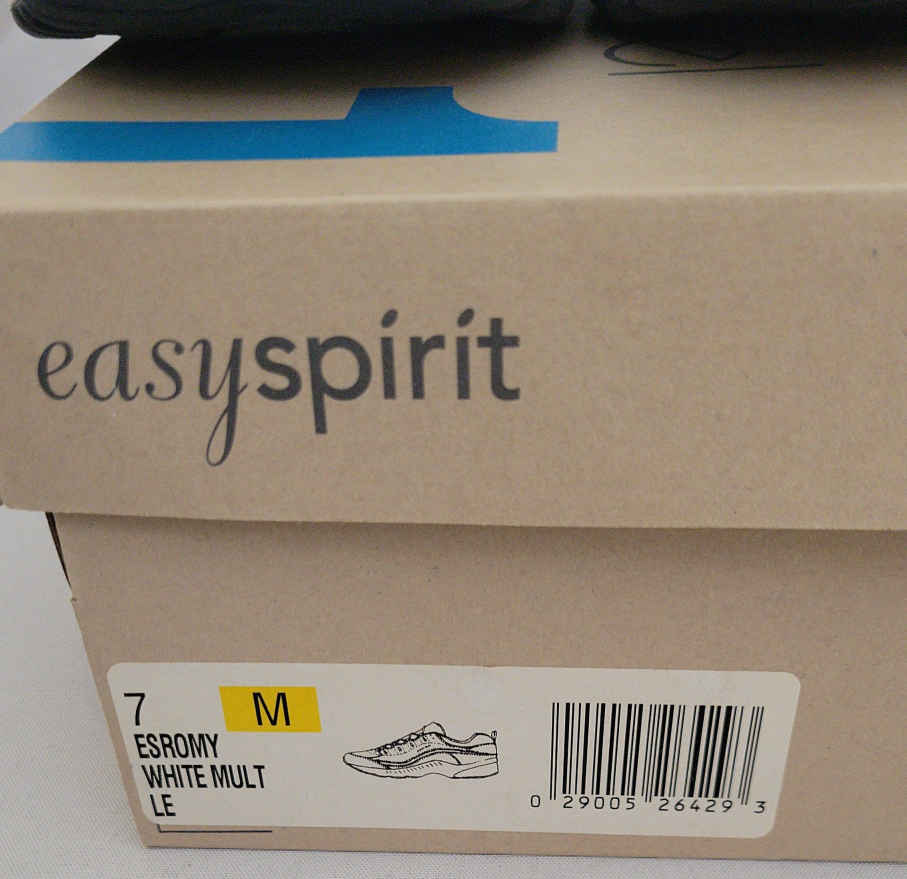 easyspirit
7 M
ESROMY
WHITE MULT
LE
0 29005 26429 3